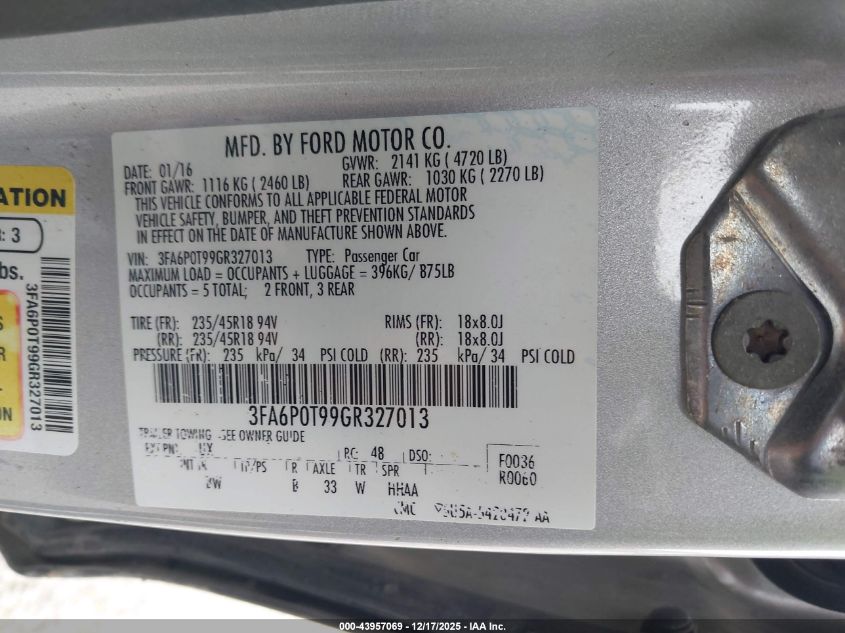 ATION
: 3
bs.
3FA6P0T99GR327013
MFD. BY FORD MOTOR CO.
DATE: 01/16 GVWR: 2141 KG ( 4720 LB)
FRONT GAWR: 1116 KG ( 2460 LB) REAR GAWR: 1030 KG ( 2270 LB)
THIS VEHICLE CONFORMS TO ALL APPLICABLE FEDERAL MOTOR
VEHICLE SAFETY, BUMPER, AND THEFT PREVENTION STANDARDS
IN EFFECT ON THE DATE OF MANUFACTURE SHOWN ABOVE.
VIN: 3FA6P0T99GR327013 TYPE: Passenger Car
MAXIMUM LOAD = OCCUPANTS + LUGGAGE = 396KG/ 875LB
OCCUPANTS = 5 TOTAL; 2 FRONT, 3 REAR
TIRE (FR): 235/45R18 94V RIMS (FR): 18x8.0J
(RR): 235/45R18 94V (RR): 18x8.0J
PRESSURE (FR): 235 kPa/ 34 PSI COLD (RR): 235 kPa/ 34 PSI COLD
3FA6P0T99GR327013
TRAILER TOWING -SEE OWNER GUIDE
UX RC: 48 DSO: F0036
R AXLE TR SPR R0060
B 33 W HHAA
AA
000-43957069 – 12/17/2025 – IAA Inc.